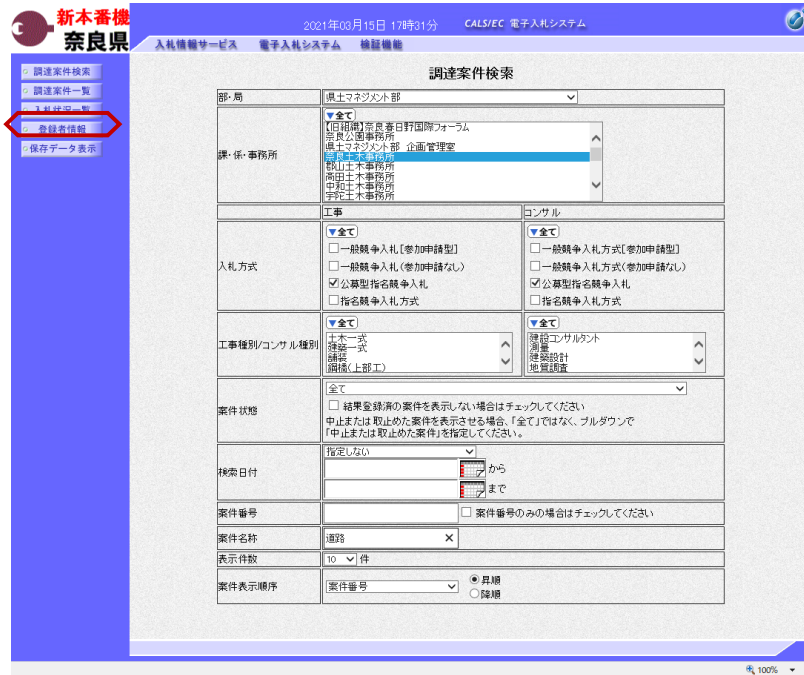 新本番機
奈良県
2021年03月15日 17時31分
CALS/EC 電子入札システム
入札情報サービス 電子入札システム 検証機能
調達案件検索
調達案件一覧
入札状況一覧
登録者情報
保存データ表示
調達案件検索
部・局
県土マネジメント部
課・係・事務所
▼全て
【旧組織】奈良春日野国際フォーラム
奈良公園事務所
県土マネジメント部 企画管理室
奈良土木事務所
郡山土木事務所
高田土木事務所
中和土木事務所
宇陀土木事務所
工事 コンサル
入札方式
▼全て
一般競争入札[参加申請型]
一般競争入札(参加申請なし)
公募型指名競争入札
指名競争入札方式
▼全て
一般競争入札方式[参加申請型]
一般競争入札方式(参加申請なし)
公募型指名競争入札
指名競争入札方式
工事種別/コンサル種別
▼全て
土木一式
建築一式
舗装
鋼橋(上部工)
▼全て
建設コンサルタント
測量
建築設計
地質調査
案件状態
全て
結果登録済の案件を表示しない場合はチェックしてください
中止または取止めた案件を表示させる場合、「全て」ではなく、プルダウンで
「中止または取止めた案件」を指定してください。
検索日付
指定しない
から
まで
案件番号
案件番号のみの場合はチェックしてください
案件名称
道路
表示件数
10 件
案件表示順序
案件番号
昇順
降順
100%